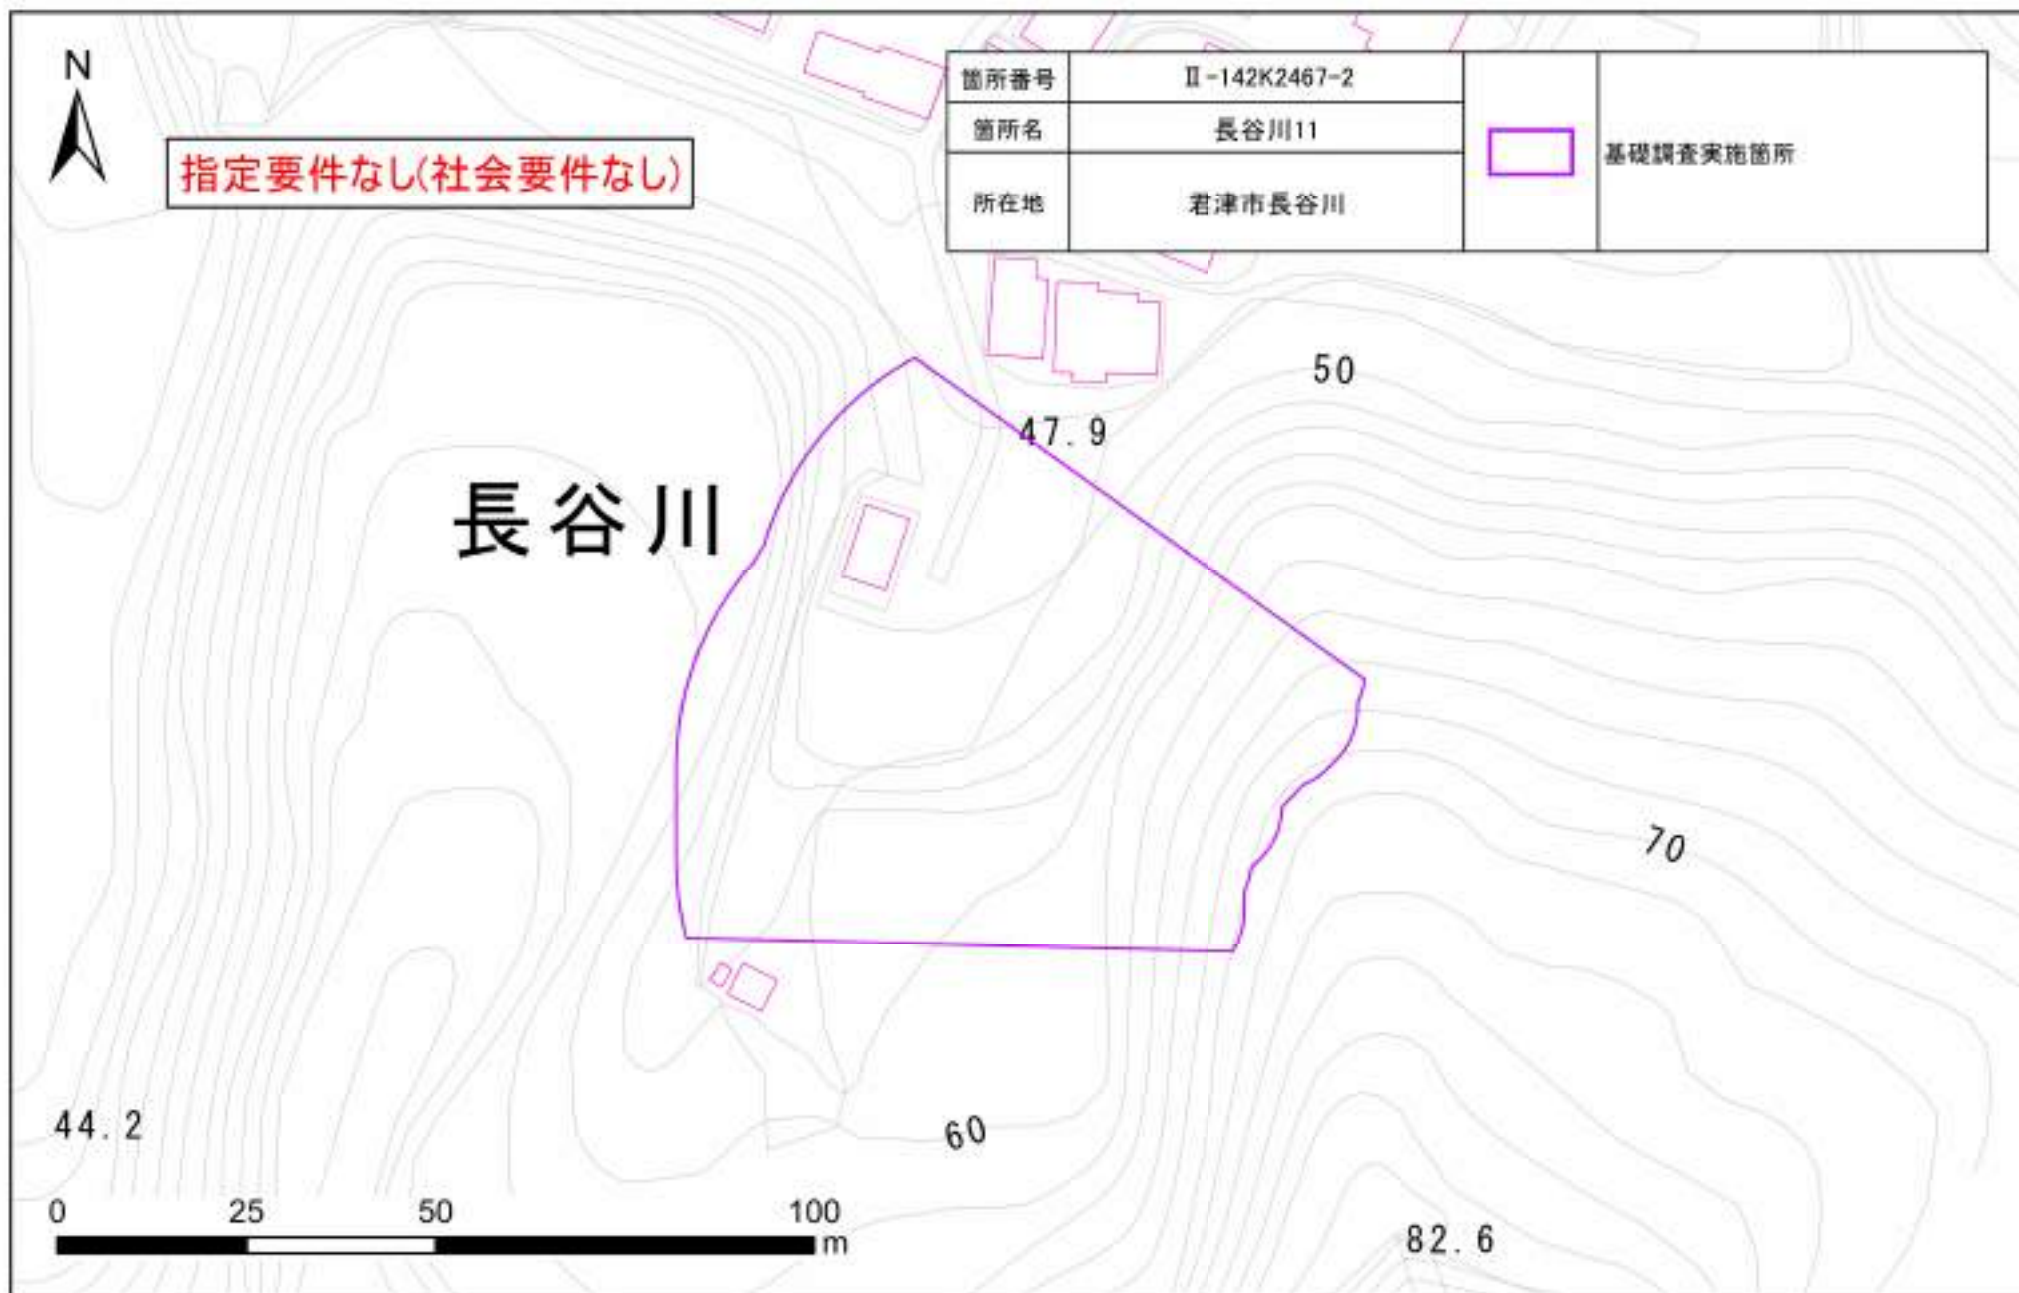 N
指定要件なし(社会要件なし)
箇所番号 Ⅱ-142K2467-2
箇所名 長谷川11
所在地 君津市長谷川
基礎調査実施箇所
50
47.9
長谷川
70
44.2
60
0 25 50 100
m
82.6